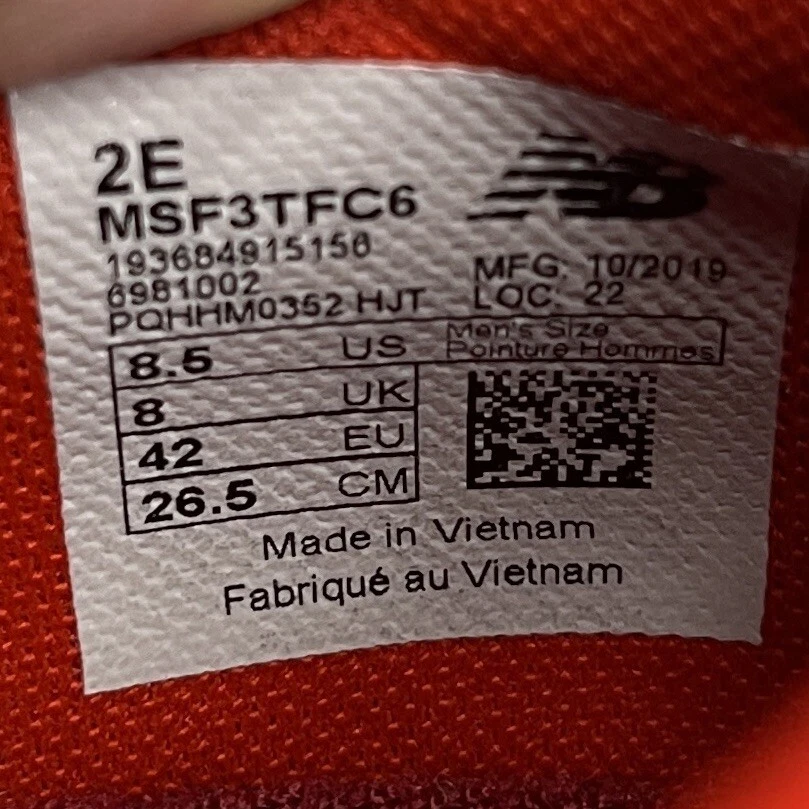 2E
MSF3TFC6
NB
193684915156
6981002
PQHHM0352 HJT
MFG: 10/2019
LOC: 22
8.5 US
Men's Size
Pointure Hommes
8 UK
42 EU
26.5 CM
Made in Vietnam
Fabriqué au Vietnam